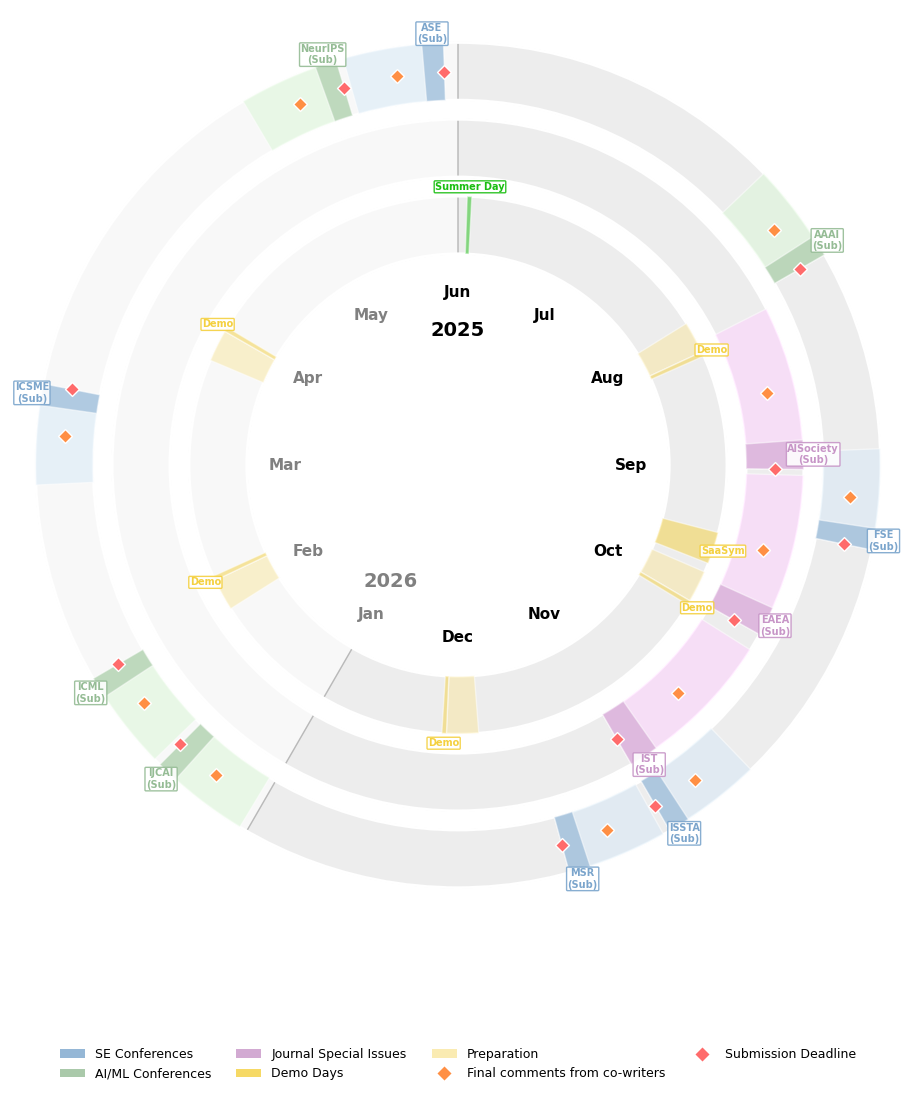 ASE
(Sub)
NeurIPS
(Sub)
Summer Day
AAAI
(Sub)
Jun
May
Jul
2025
Demo
Demo
Apr
Aug
ICSME
(Sub)
AISociety
(Sub)
Mar
Sep
FSE
(Sub)
Feb
Oct
SaaSym
2026
Demo
Demo
Jan
Nov
EAEA
(Sub)
Dec
ICML
(Sub)
Demo
IST
(Sub)
IJCAI
(Sub)
ISSTA
(Sub)
MSR
(Sub)
SE Conferences
AI/ML Conferences
Journal Special Issues
Demo Days
Preparation
Final comments from co-writers
Submission Deadline